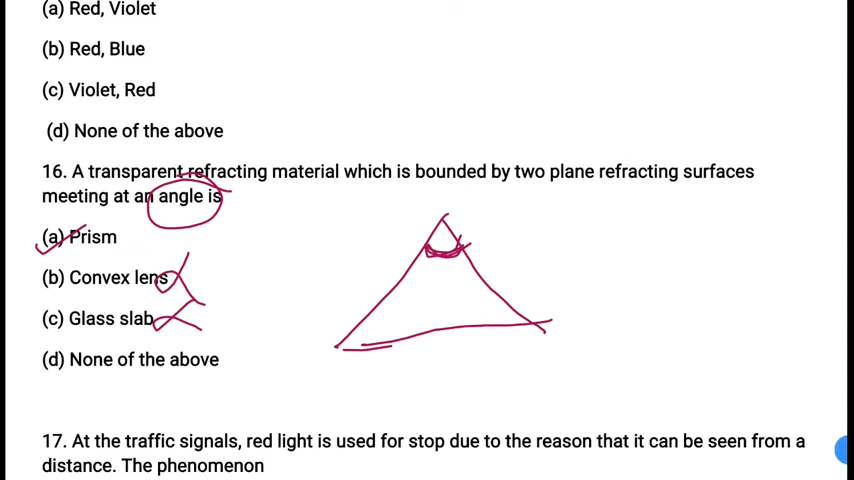 (a) Red, Violet
(b) Red, Blue
(c) Violet, Red
(d) None of the above
16. A transparent refracting material which is bounded by two plane refracting surfaces
meeting at an angle is
(a) Prism
(b) Convex lens
(c) Glass slab
(d) None of the above
17. At the traffic signals, red light is used for stop due to the reason that it can be seen from a
distance. The phenomenon